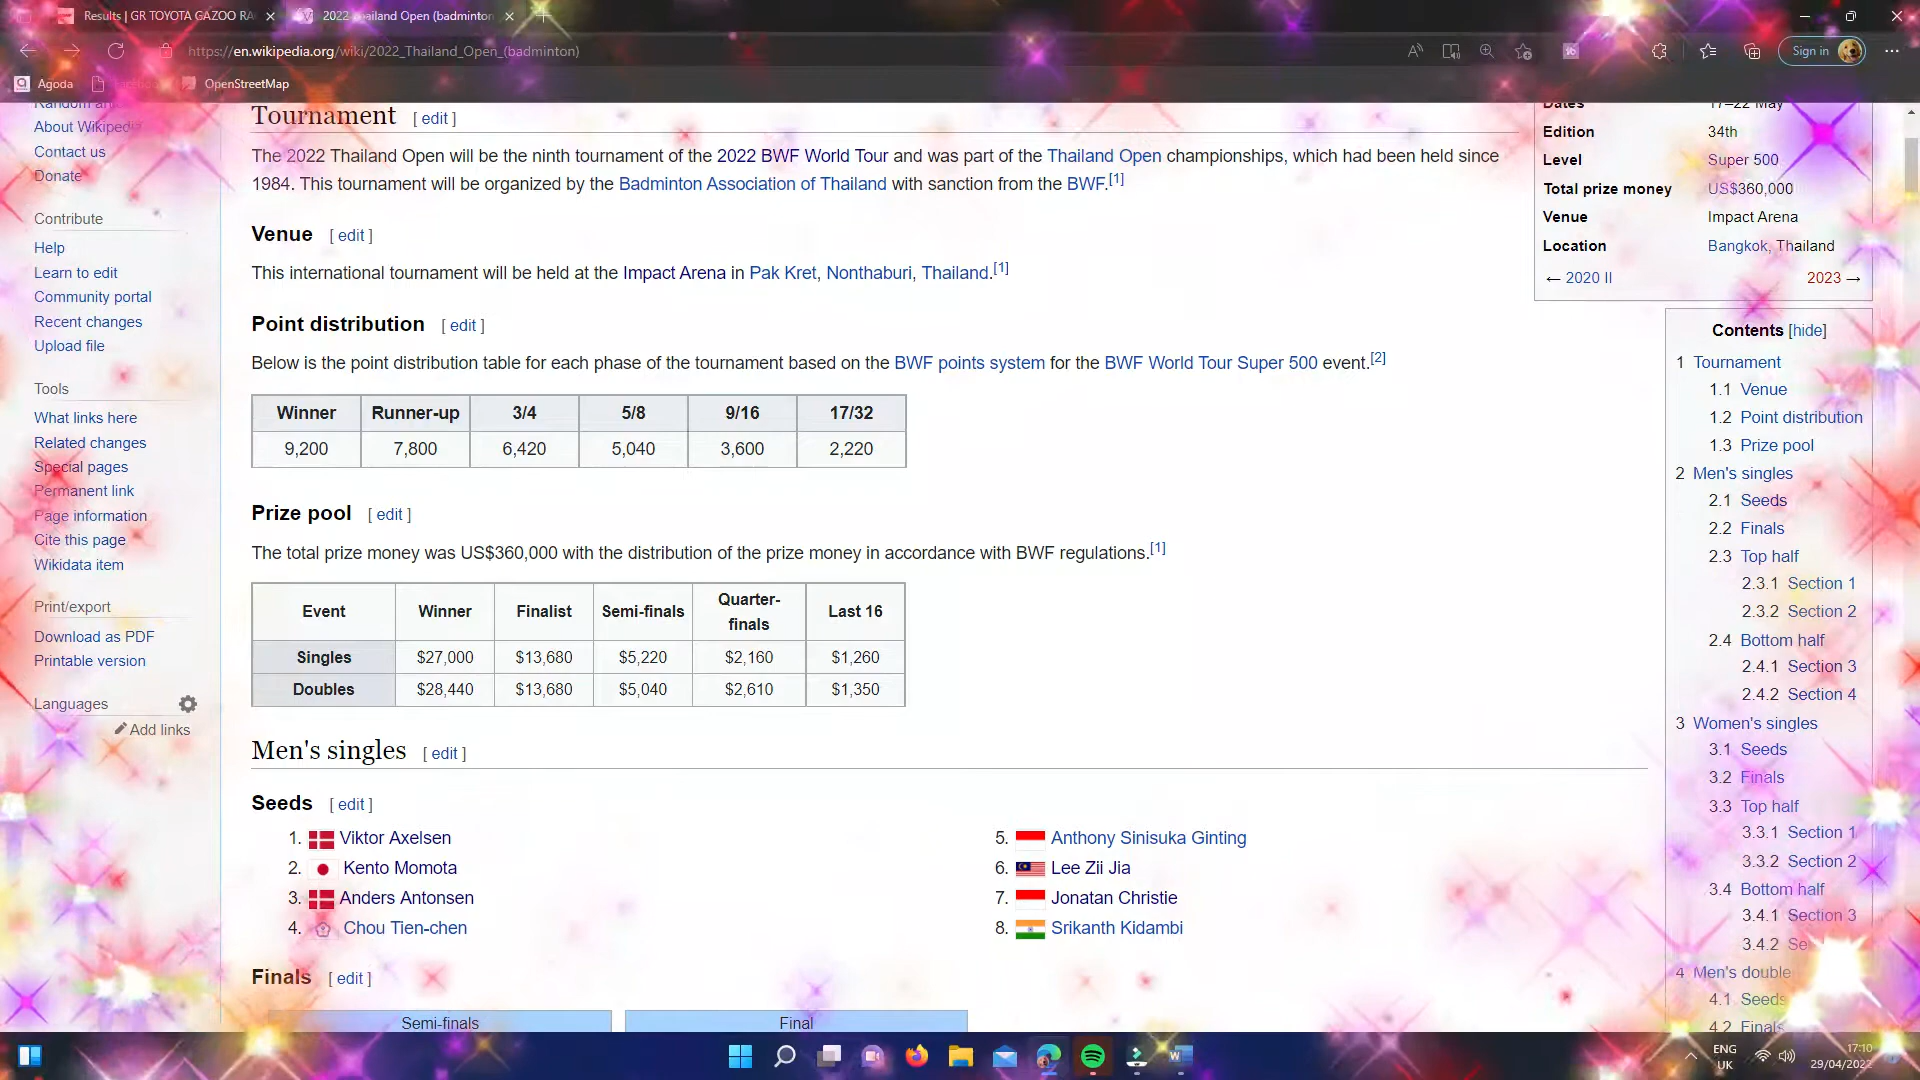 Results | GR TOYOTA GAZOO RA
2022 Thailand Open (badminton
https://en.wikipedia.org/wiki/2022_Thailand_Open_(badminton)
Sign in
Agoda
OpenStreetMap
About Wikipedia
Contact us
Donate
Contribute
Help
Learn to edit
Community portal
Recent changes
Upload file
Tools
What links here
Related changes
Special pages
Permanent link
Page information
Cite this page
Wikidata item
Print/export
Download as PDF
Printable version
Languages
Add links
Tournament [ edit ]
The 2022 Thailand Open will be the ninth tournament of the 2022 BWF World Tour and was part of the Thailand Open championships, which had been held since
1984. This tournament will be organized by the Badminton Association of Thailand with sanction from the BWF.[1]
Venue [ edit ]
This international tournament will be held at the Impact Arena in Pak Kret, Nonthaburi, Thailand.[1]
Point distribution [ edit ]
Below is the point distribution table for each phase of the tournament based on the BWF points system for the BWF World Tour Super 500 event.[2]
Winner Runner-up 3/4 5/8 9/16 17/32
9,200 7,800 6,420 5,040 3,600 2,220
Prize pool [ edit ]
The total prize money was US$360,000 with the distribution of the prize money in accordance with BWF regulations.[1]
Event Winner Finalist Semi-finals Quarter-finals Last 16
Singles $27,000 $13,680 $5,220 $2,160 $1,260
Doubles $28,440 $13,680 $5,040 $2,610 $1,350
Men's singles [ edit ]
Seeds [ edit ]
1. Viktor Axelsen
2. Kento Momota
3. Anders Antonsen
4. Chou Tien-chen
5. Anthony Sinisuka Ginting
6. Lee Zii Jia
7. Jonatan Christie
8. Srikanth Kidambi
Finals [ edit ]
Semi-finals Final
Dates 17–22 May
Edition 34th
Level Super 500
Total prize money US$360,000
Venue Impact Arena
Location Bangkok, Thailand
← 2020 II 2023 →
Contents [hide]
1 Tournament
1.1 Venue
1.2 Point distribution
1.3 Prize pool
2 Men's singles
2.1 Seeds
2.2 Finals
2.3 Top half
2.3.1 Section 1
2.3.2 Section 2
2.4 Bottom half
2.4.1 Section 3
2.4.2 Section 4
3 Women's singles
3.1 Seeds
3.2 Finals
3.3 Top half
3.3.1 Section 1
3.3.2 Section 2
3.4 Bottom half
3.4.1 Section 3
3.4.2 Se
4 Men's double
4.1 Seeds
4.2 Finals
ENG
UK
17:10
29/04/2022